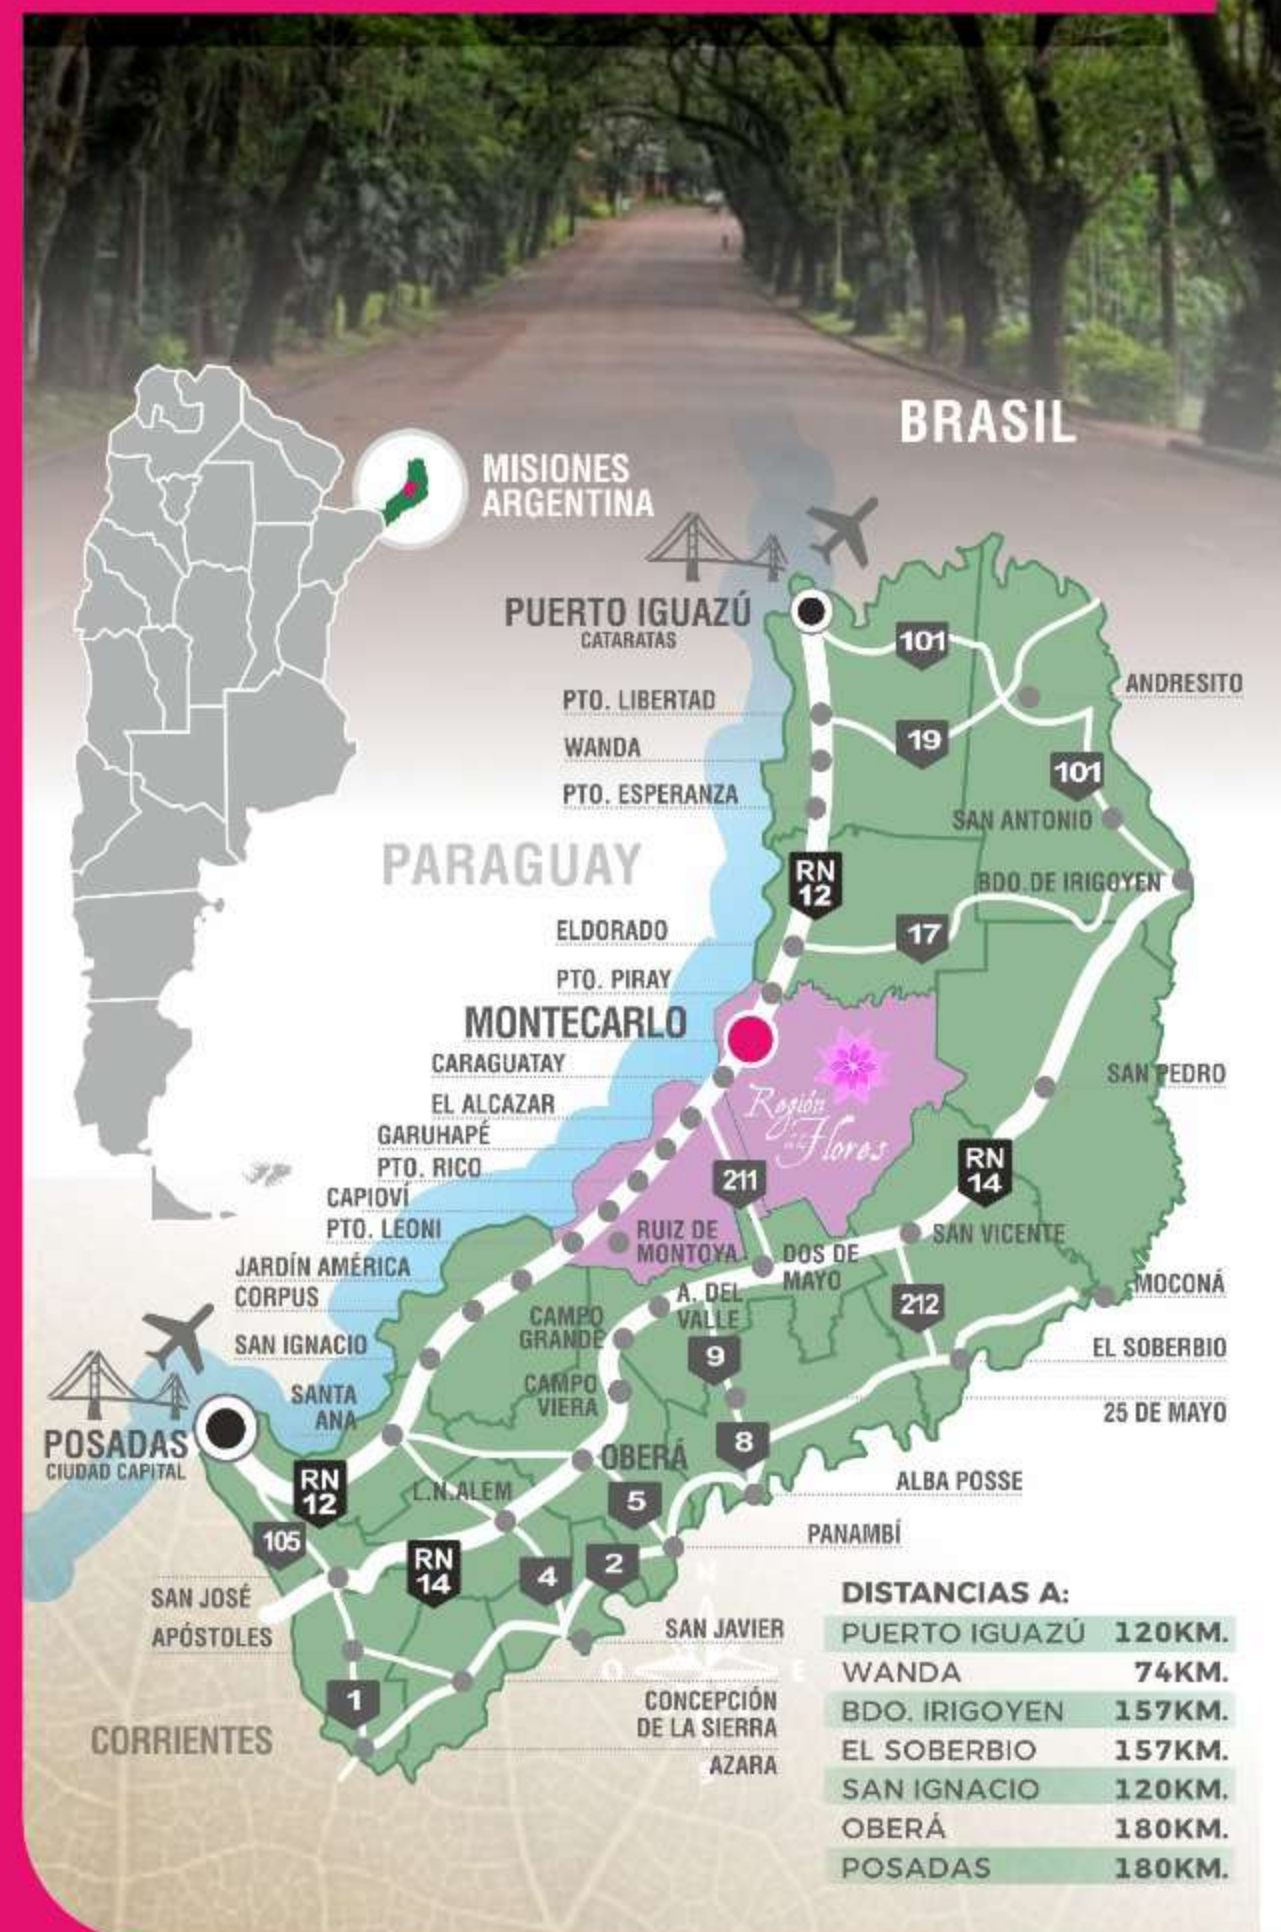 BRASIL
MISIONES
ARGENTINA
PUERTO IGUAZÚ
CATARATAS
101
ANDRESITO
PTO. LIBERTAD
19
WANDA
101
PTO. ESPERANZA
SAN ANTONIO
PARAGUAY
RN
12
BDO. DE IRIGOYEN
ELDORADO
17
PTO. PIRAY
MONTECARLO
CARAGUATAY
SAN PEDRO
EL ALCAZAR
Región
de las
Flores
GARUHAPÉ
PTO. RICO
211
RN
14
CAPIOVÍ
PTO. LEONI
RUIZ DE
MONTOYA
SAN VICENTE
JARDÍN AMÉRICA
DOS DE
MAYO
CORPUS
A. DEL
VALLE
212
MOCONÁ
CAMPO
GRANDE
SAN IGNACIO
9
EL SOBERBIO
SANTA
ANA
CAMPO
VIERA
25 DE MAYO
POSADAS
CIUDAD CAPITAL
OBERÁ
8
RN
12
L.N.ALEM
5
ALBA POSSE
105
PANAMBÍ
RN
14
4
2
N
SAN JOSÉ
APÓSTOLES
SAN JAVIER
O
E
1
CONCEPCIÓN
DE LA SIERRA
CORRIENTES
AZARA
DISTANCIAS A:
PUERTO IGUAZÚ 120KM.
WANDA 74KM.
BDO. IRIGOYEN 157KM.
EL SOBERBIO 157KM.
SAN IGNACIO 120KM.
OBERÁ 180KM.
POSADAS 180KM.